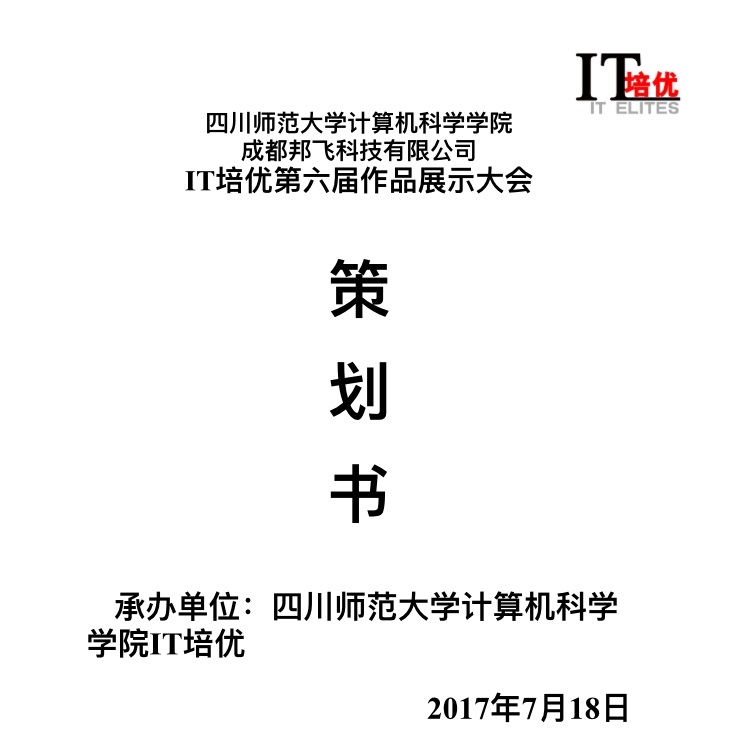 IT培优
IT ELITES
四川师范大学计算机科学学院
成都邦飞科技有限公司
IT培优第六届作品展示大会
策
划
书
承办单位：四川师范大学计算机科学
学院IT培优
2017年7月18日